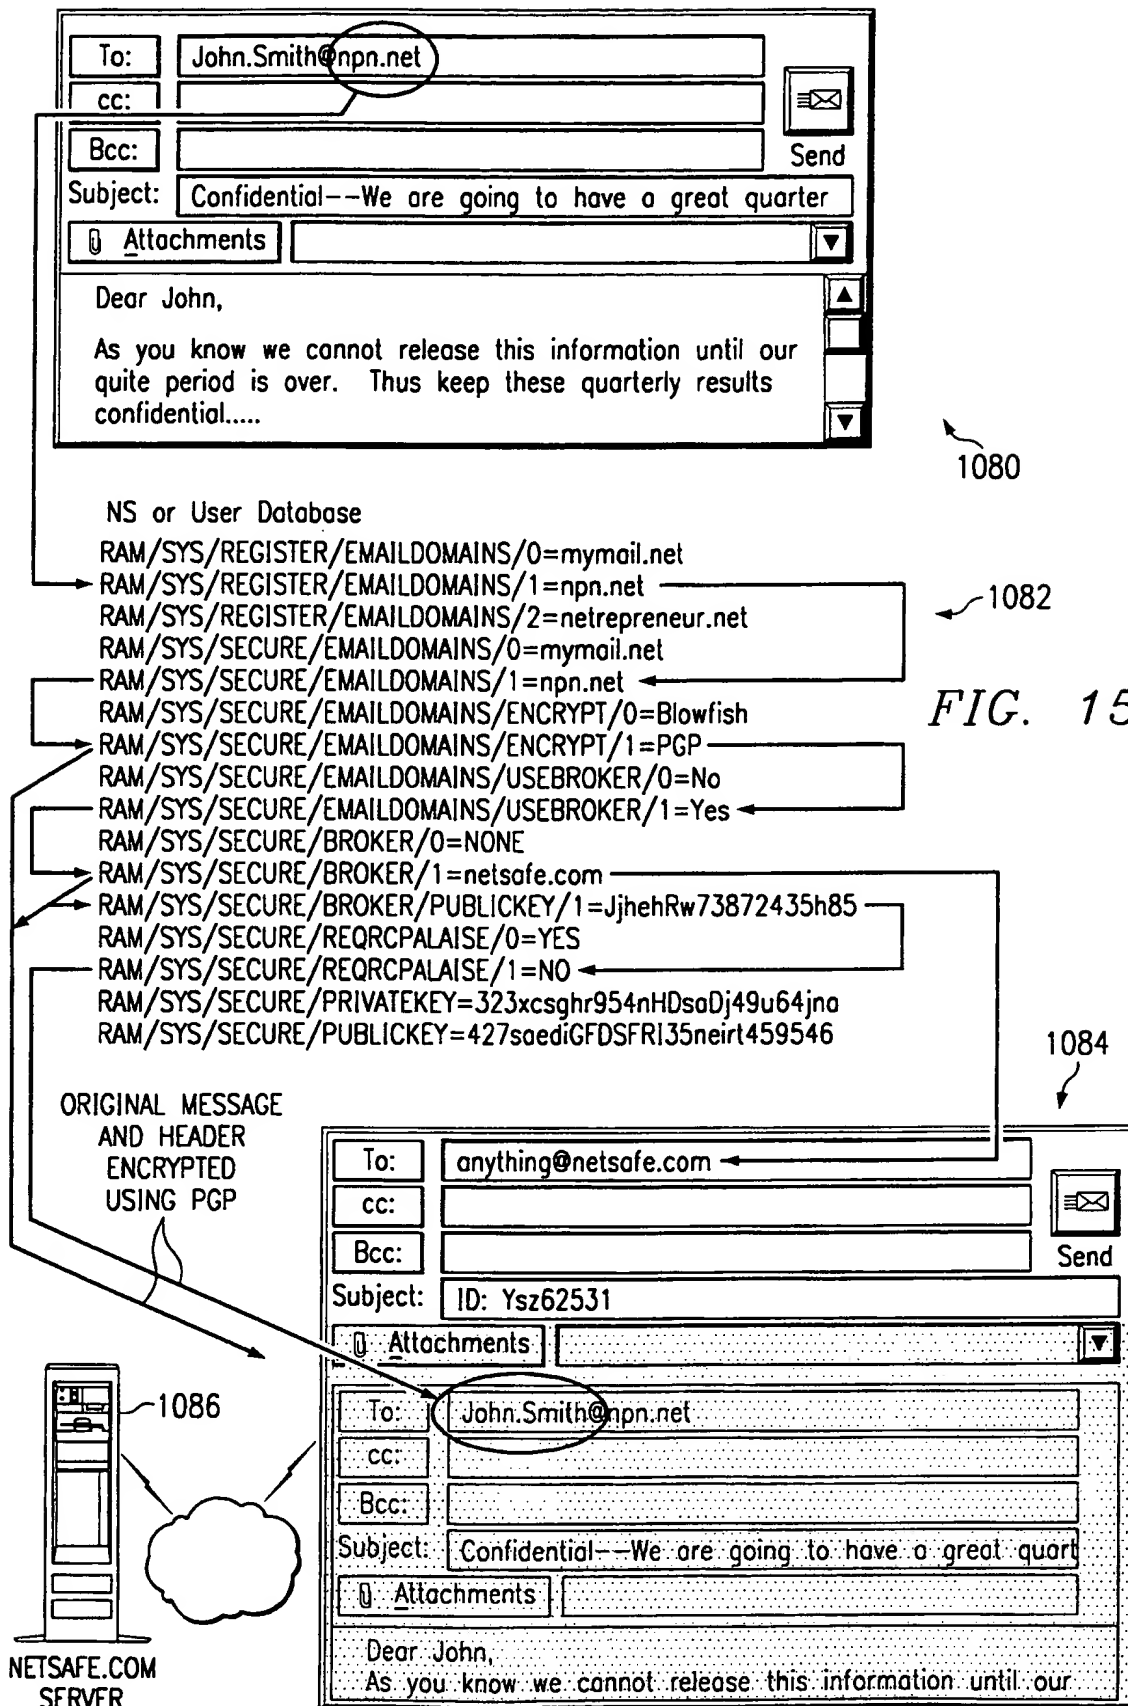 To: John.Smith@npn.net
cc:
Bcc:
Send
Subject: Confidential--We are going to have a great quarter
Attachments
Dear John,
As you know we cannot release this information until our
quite period is over. Thus keep these quarterly results
confidential.....
1080
NS or User Database
RAM/SYS/REGISTER/EMAILDOMAINS/0=mymail.net
RAM/SYS/REGISTER/EMAILDOMAINS/1=npn.net
RAM/SYS/REGISTER/EMAILDOMAINS/2=netrepreneur.net
RAM/SYS/SECURE/EMAILDOMAINS/0=mymail.net
RAM/SYS/SECURE/EMAILDOMAINS/1=npn.net
RAM/SYS/SECURE/EMAILDOMAINS/ENCRYPT/0=Blowfish
RAM/SYS/SECURE/EMAILDOMAINS/ENCRYPT/1=PGP
RAM/SYS/SECURE/EMAILDOMAINS/USEBROKER/0=No
RAM/SYS/SECURE/EMAILDOMAINS/USEBROKER/1=Yes
RAM/SYS/SECURE/BROKER/0=NONE
RAM/SYS/SECURE/BROKER/1=netsafe.com
RAM/SYS/SECURE/BROKER/PUBLICKEY/1=JjhehRw73872435h85
RAM/SYS/SECURE/REQRCPALAISE/0=YES
RAM/SYS/SECURE/REQRCPALAISE/1=NO
RAM/SYS/SECURE/PRIVATEKEY=323xcsghr954nHDsaDj49u64jna
RAM/SYS/SECURE/PUBLICKEY=427saediGFDSFRI35neirt459546
1082
FIG. 15
1084
ORIGINAL MESSAGE
AND HEADER
ENCRYPTED
USING PGP
To: anything@netsafe.com
cc:
Bcc:
Send
Subject: ID: Ysz62531
Attachments
To: John.Smith@npn.net
cc:
Bcc:
Subject: Confidential--We are going to have a great quart
Attachments
Dear John,
As you know we cannot release this information until our
1086
NETSAFE.COM
SERVER